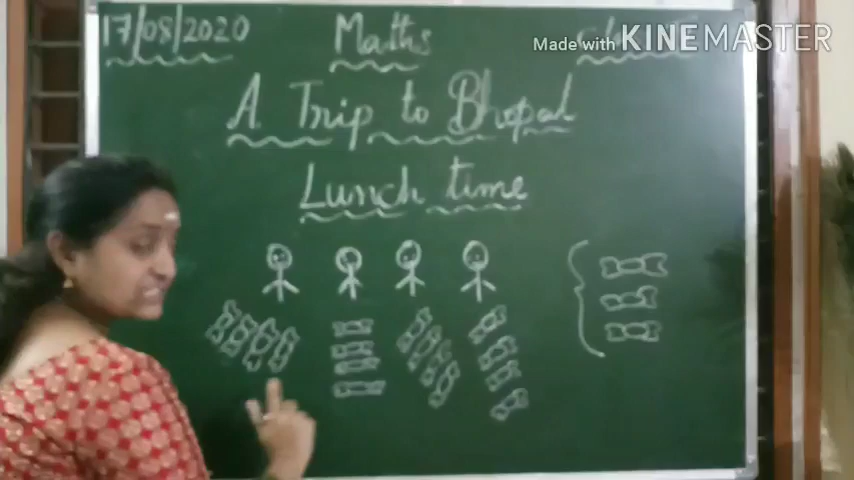 17/08/2020 Maths
Made with KINEMASTER
A Trip to Bhopal
Lunch time